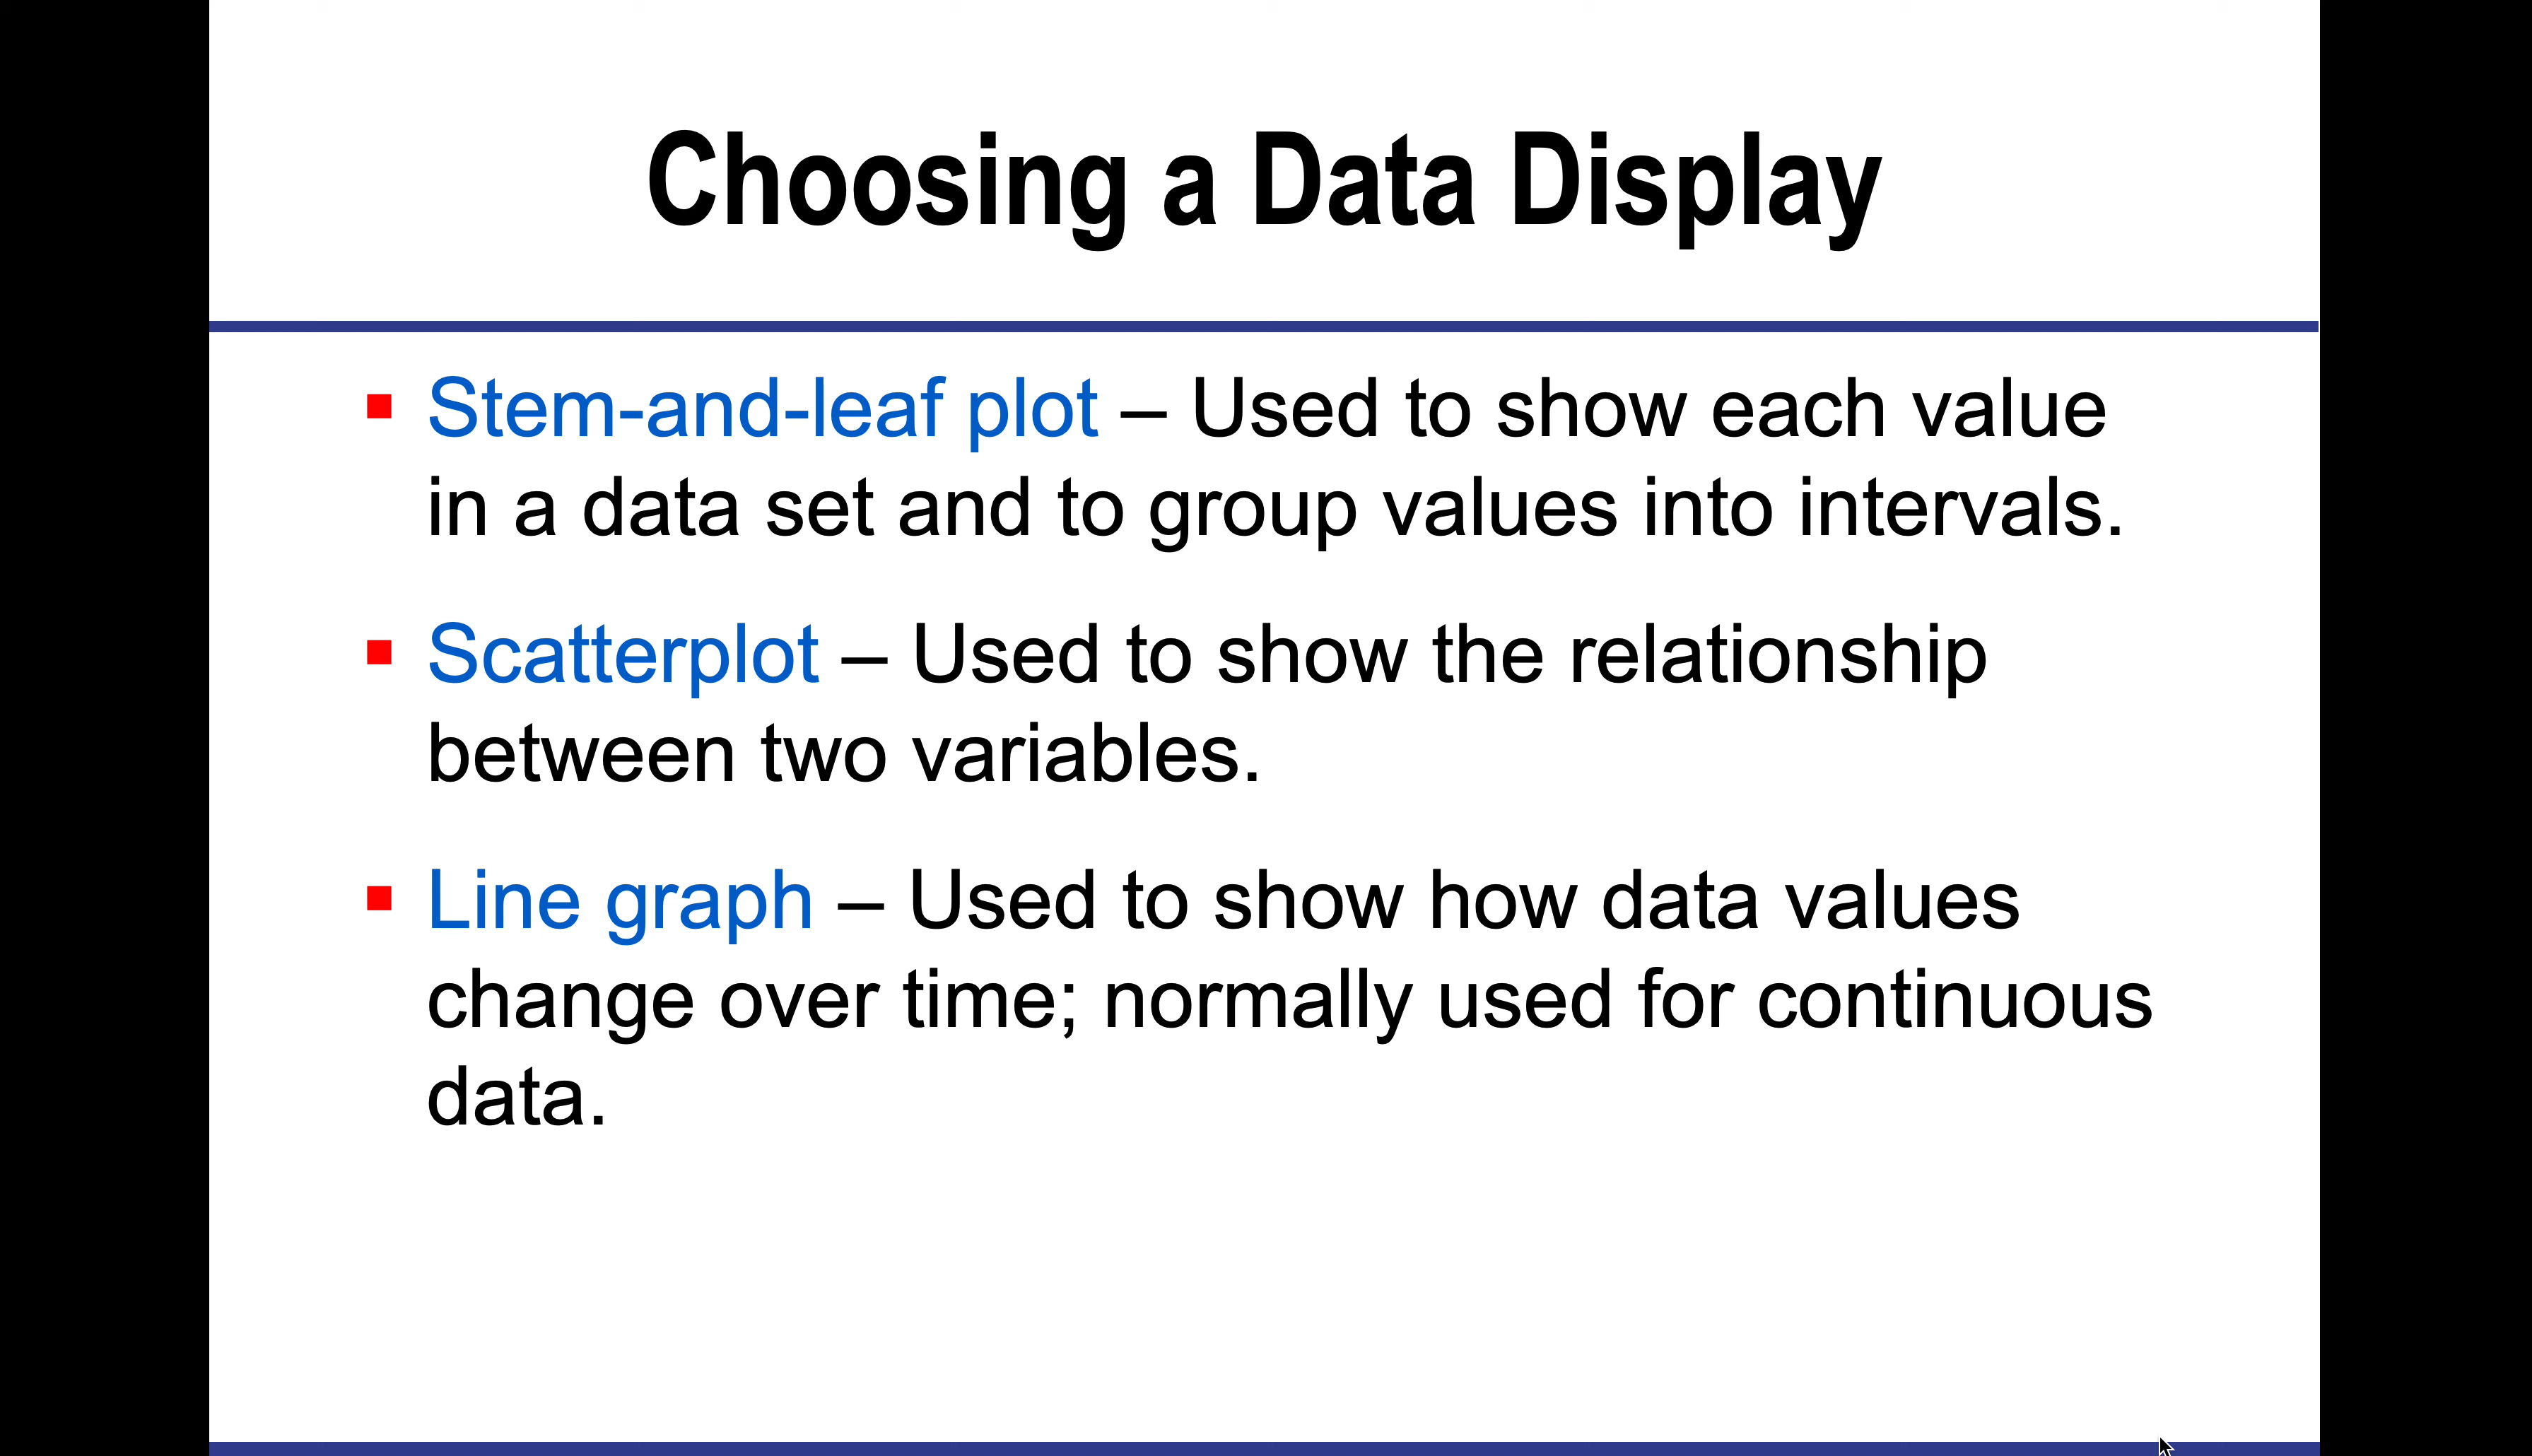 Choosing a Data Display
▪ Stem-and-leaf plot – Used to show each value
in a data set and to group values into intervals.
▪ Scatterplot – Used to show the relationship
between two variables.
▪ Line graph – Used to show how data values
change over time; normally used for continuous
data.